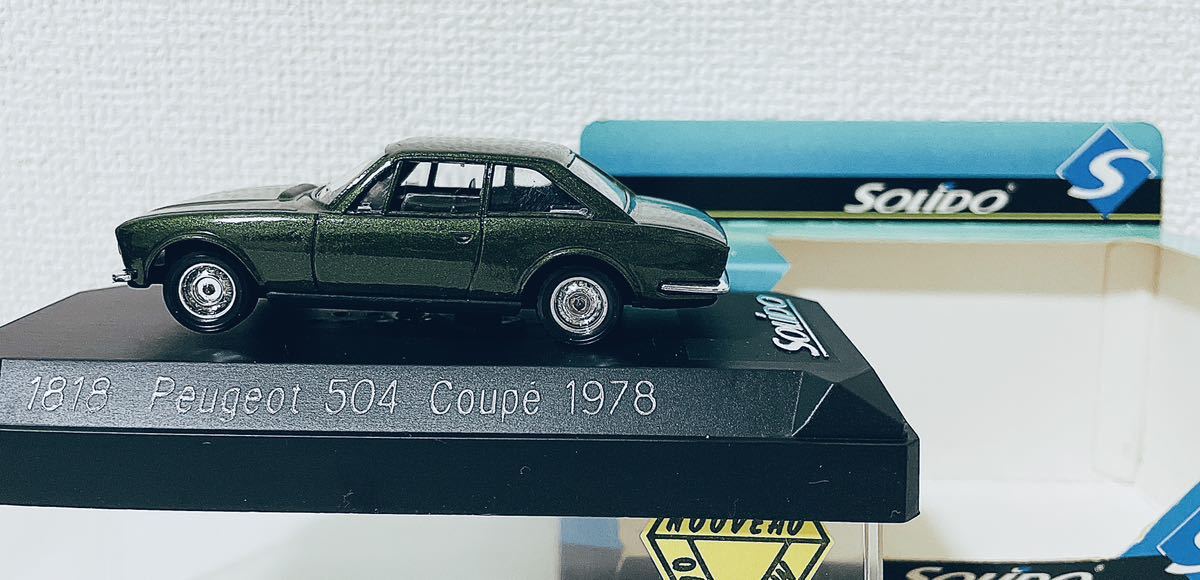 SOLIDO®
S
SOLIDO
1818 Peugeot 504 Coupé 1978
NOUVEAU
SOLIDO